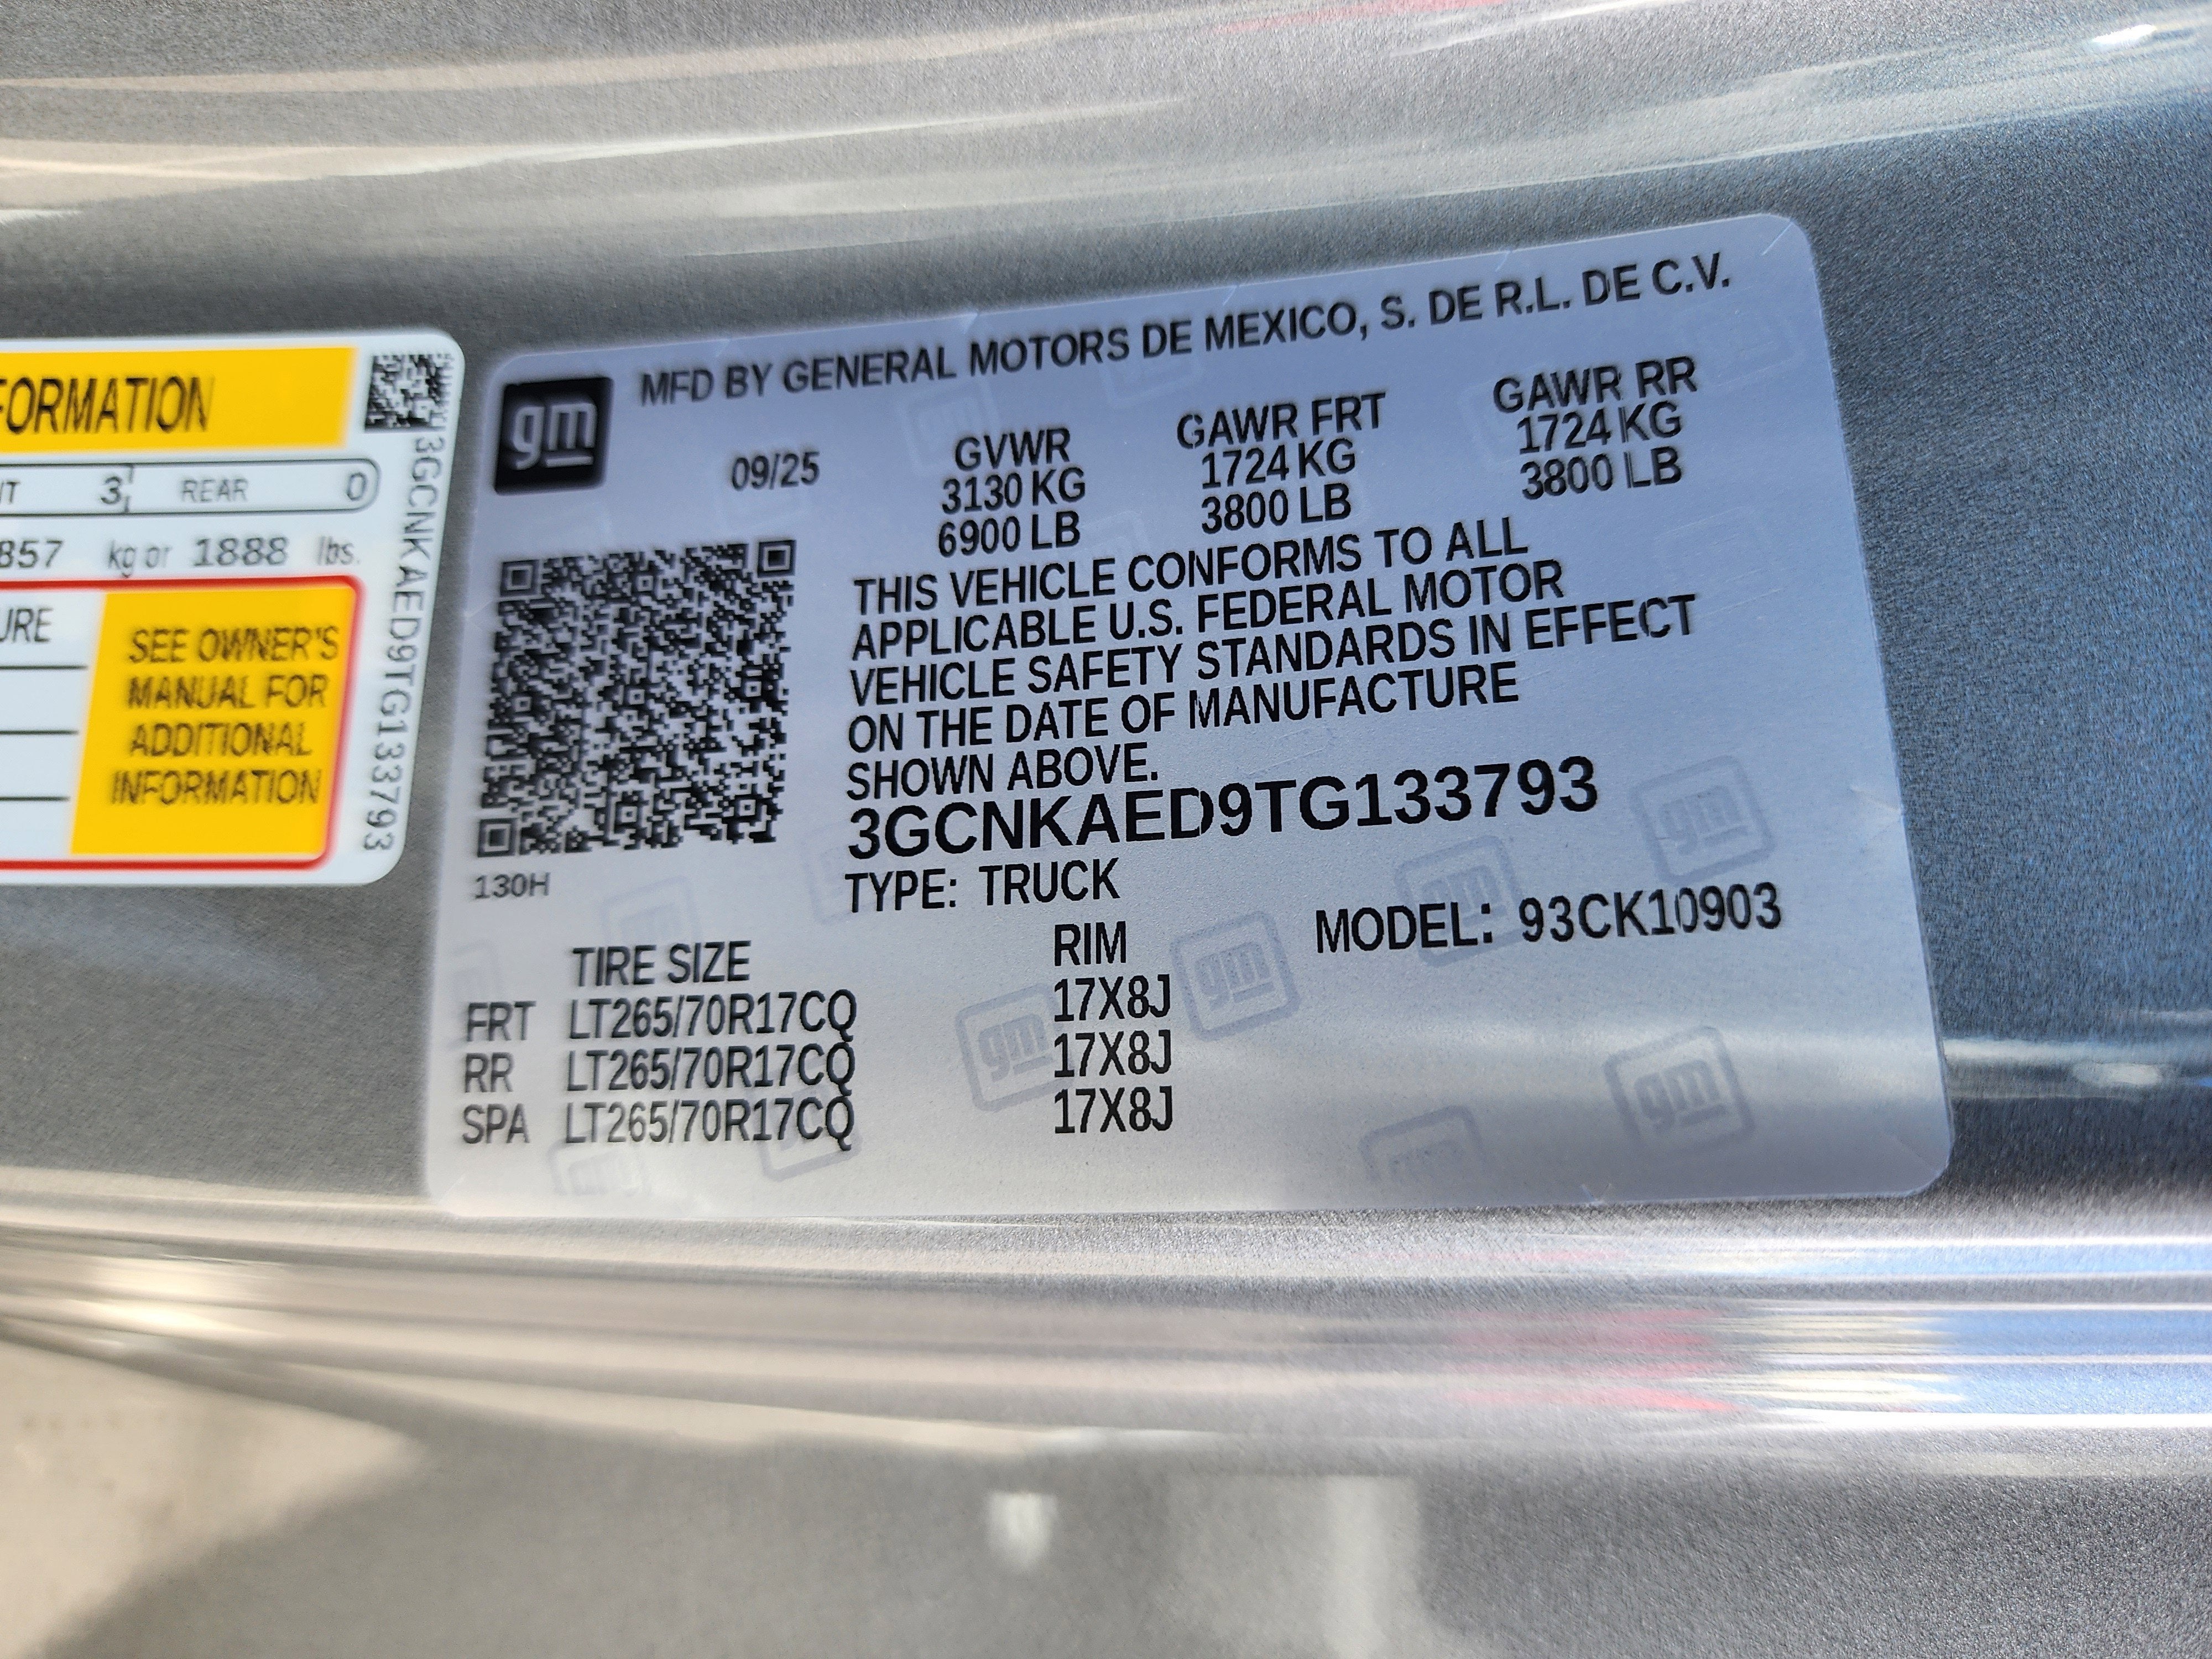 FORMATION
3 REAR 0
857 kg or 1888 lbs.
SEE OWNER'S
MANUAL FOR
ADDITIONAL
INFORMATION
3GCNKAED9TG133793
gm
MFD BY GENERAL MOTORS DE MEXICO, S. DE R.L. DE C.V.
09/25
GVWR
3130 KG
6900 LB
GAWR FRT
1724 KG
3800 LB
GAWR RR
1724 KG
3800 LB
THIS VEHICLE CONFORMS TO ALL
APPLICABLE U.S. FEDERAL MOTOR
VEHICLE SAFETY STANDARDS IN EFFECT
ON THE DATE OF MANUFACTURE
SHOWN ABOVE.
3GCNKAED9TG133793
130H
TYPE: TRUCK
MODEL: 93CK10903
TIRE SIZE RIM
FRT LT265/70R17CQ 17X8J
RR LT265/70R17CQ 17X8J
SPA LT265/70R17CQ 17X8J